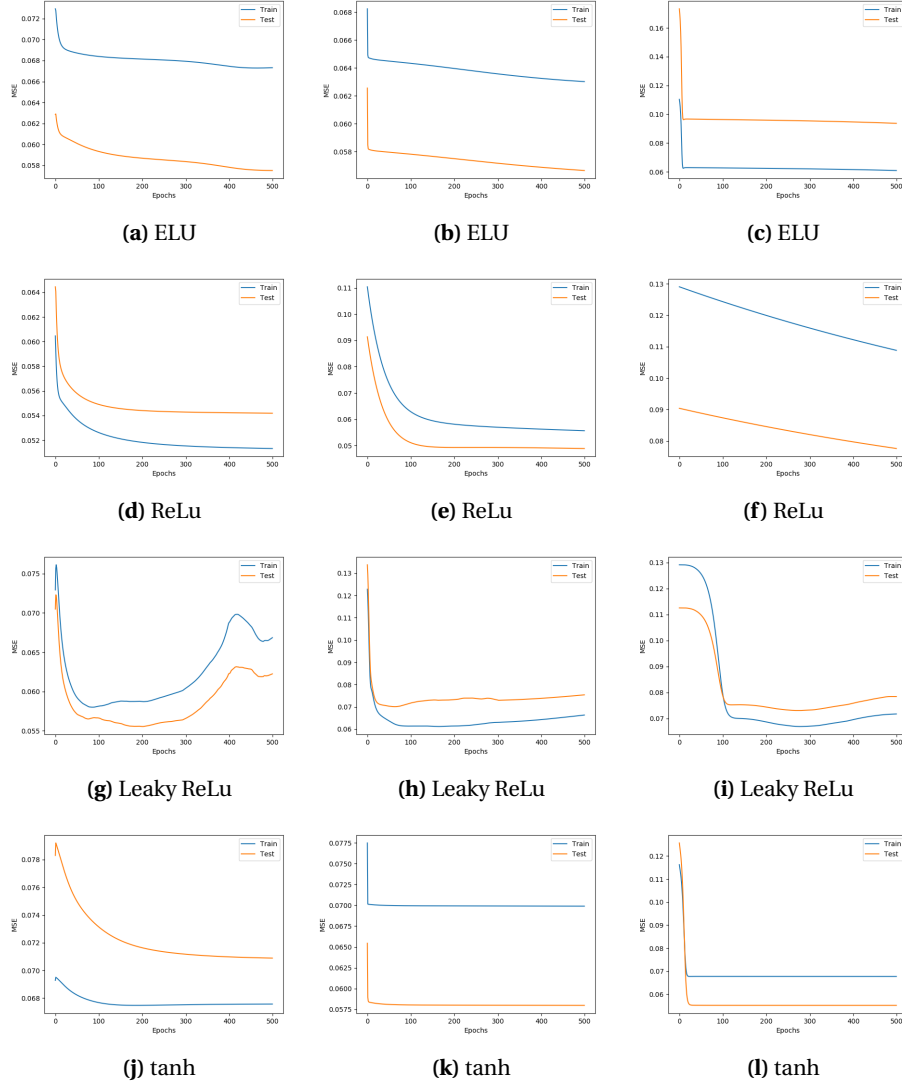 0.072
0.070
0.068
0.066
0.064
0.062
0.060
0.058
MSE
0 100 200 300 400 500
Epochs
Train
Test
(a) ELU
0.068
0.066
0.064
0.062
0.060
0.058
MSE
0 100 200 300 400 500
Epochs
Train
Test
(b) ELU
0.16
0.14
0.12
0.10
0.08
0.06
MSE
0 100 200 300 400 500
Epochs
Train
Test
(c) ELU
0.064
0.062
0.060
0.058
0.056
0.054
0.052
MSE
0 100 200 300 400 500
Epochs
Train
Test
(d) ReLu
0.11
0.10
0.09
0.08
0.07
0.06
0.05
MSE
0 100 200 300 400 500
Epochs
Train
Test
(e) ReLu
0.13
0.12
0.11
0.10
0.09
0.08
MSE
0 100 200 300 400 500
Epochs
Train
Test
(f) ReLu
0.075
0.070
0.065
0.060
0.055
MSE
0 100 200 300 400 500
Epochs
Train
Test
(g) Leaky ReLu
0.13
0.12
0.11
0.10
0.09
0.08
0.07
0.06
MSE
0 100 200 300 400 500
Epochs
Train
Test
(h) Leaky ReLu
0.13
0.12
0.11
0.10
0.09
0.08
0.07
MSE
0 100 200 300 400 500
Epochs
Train
Test
(i) Leaky ReLu
0.078
0.076
0.074
0.072
0.070
0.068
MSE
0 100 200 300 400 500
Epochs
Train
Test
(j) tanh
0.0775
0.0750
0.0725
0.0700
0.0675
0.0650
0.0625
0.0600
0.0575
MSE
0 100 200 300 400 500
Epochs
Train
Test
(k) tanh
0.12
0.11
0.10
0.09
0.08
0.07
0.06
MSE
0 100 200 300 400 500
Epochs
Train
Test
(l) tanh